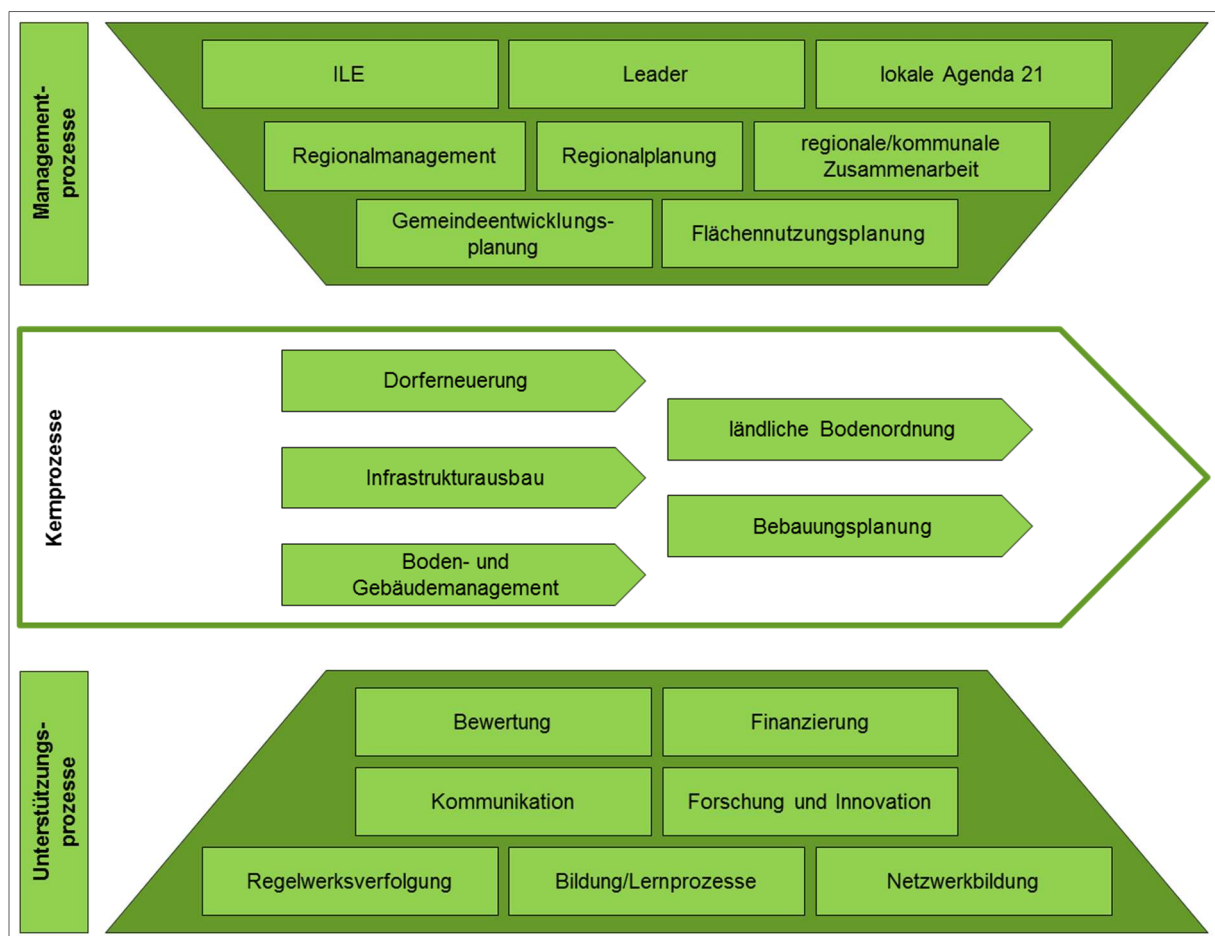 Management-
prozesse
ILE
Leader
lokale Agenda 21
Regionalmanagement
Regionalplanung
regionale/kommunale
Zusammenarbeit
Gemeindeentwicklungs-
planung
Flächennutzungsplanung
Kernprozesse
Dorferneuerung
ländliche Bodenordnung
Infrastrukturausbau
Bebauungsplanung
Boden- und
Gebäudemanagement
Unterstützungs-
prozesse
Bewertung
Finanzierung
Kommunikation
Forschung und Innovation
Regelwerksverfolgung
Bildung/Lernprozesse
Netzwerkbildung